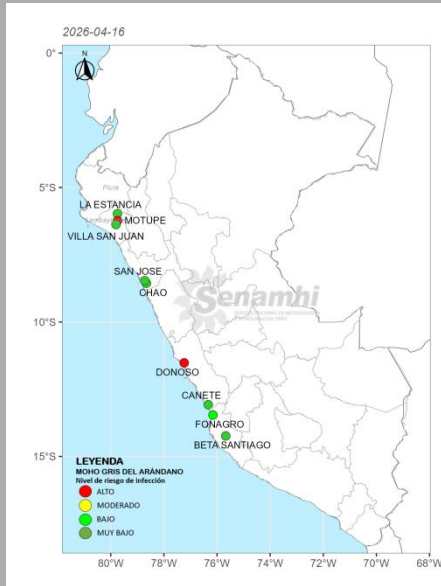 2026-04-16
N
0°
5°S
10°S
15°S
Piura
LA ESTANCIA
MOTUPE
VILLA SAN JUAN
SAN JOSE
CHAO
Senamhi
DONOSO
CANETE
FONAGRO
BETA SANTIAGO
LEYENDA
MOHO GRIS DEL ARÁNDANO
Nivel de riesgo de infección
ALTO
MODERADO
BAJO
MUY BAJO
80°W 78°W 76°W 74°W 72°W 70°W 68°W